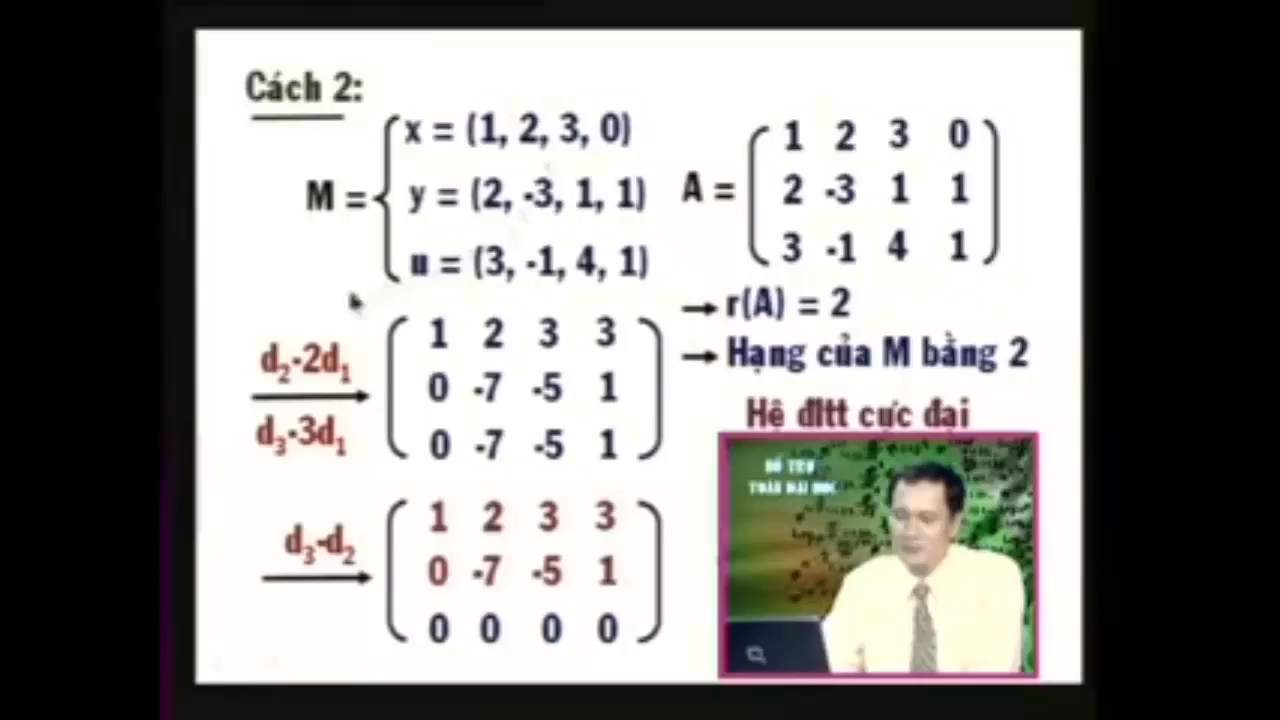 Cách 2:
M =
x = (1, 2, 3, 0)
y = (2, -3, 1, 1)
u = (3, -1, 4, 1)
A =
1 2 3 0
2 -3 1 1
3 -1 4 1
→ r(A) = 2
→ Hạng của M bằng 2
Hệ đltt cực đại
d₂-2d₁
d₃-3d₁
1 2 3 3
0 -7 -5 1
0 -7 -5 1
d₃-d₂
1 2 3 3
0 -7 -5 1
0 0 0 0